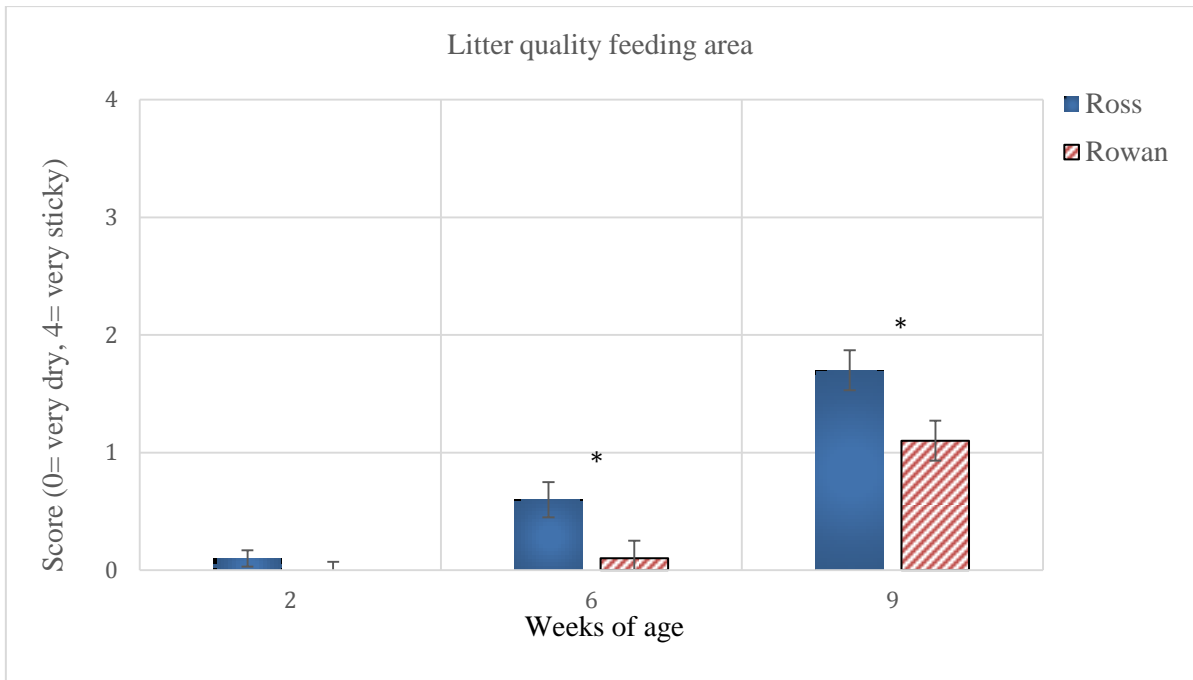 Litter quality feeding area
Score (0= very dry, 4= very sticky)
4
3
2
1
0
*
*
2
6
9
Weeks of age
Ross
Rowan